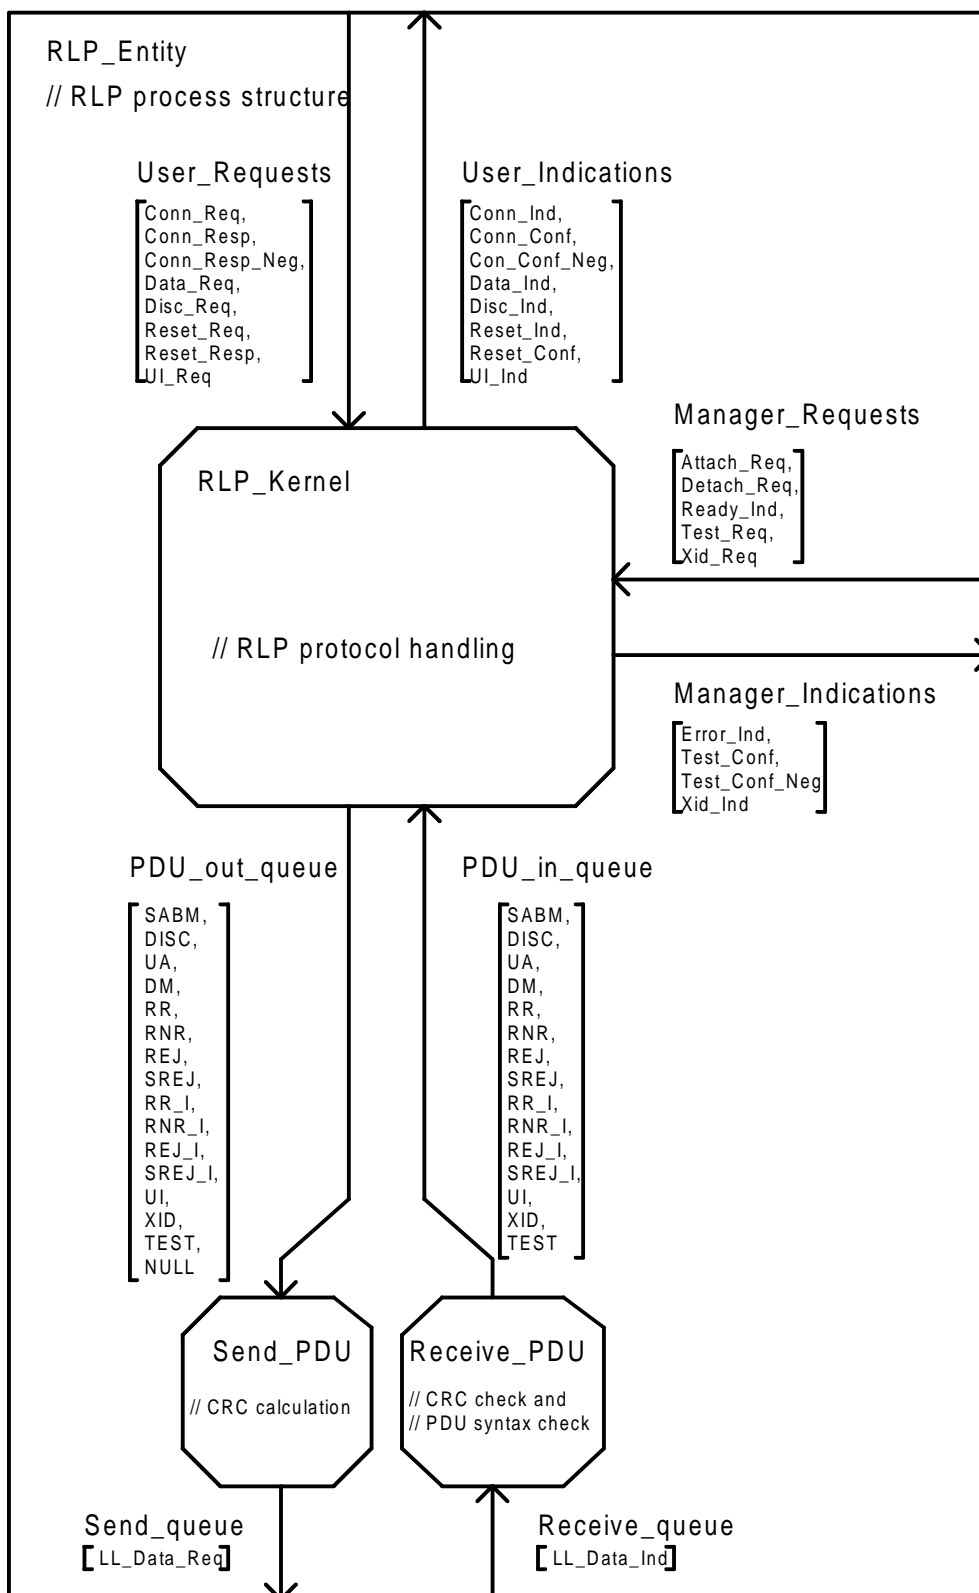 RLP_Entity
// RLP process structure
User_Requests
Conn_Req,
Conn_Resp,
Conn_Resp_Neg,
Data_Req,
Disc_Req,
Reset_Req,
Reset_Resp,
UI_Req
User_Indications
Conn_Ind,
Conn_Conf,
Con_Conf_Neg,
Data_Ind,
Disc_Ind,
Reset_Ind,
Reset_Conf,
UI_Ind
Manager_Requests
Attach_Req,
Detach_Req,
Ready_Ind,
Test_Req,
Xid_Req
RLP_Kernel
// RLP protocol handling
Manager_Indications
Error_Ind,
Test_Conf,
Test_Conf_Neg
Xid_Ind
PDU_out_queue
SABM,
DISC,
UA,
DM,
RR,
RNR,
REJ,
SREJ,
RR_I,
RNR_I,
REJ_I,
SREJ_I,
UI,
XID,
TEST,
NULL
PDU_in_queue
SABM,
DISC,
UA,
DM,
RR,
RNR,
REJ,
SREJ,
RR_I,
RNR_I,
REJ_I,
SREJ_I,
UI,
XID,
TEST
Send_PDU
// CRC calculation
Receive_PDU
// CRC check and
// PDU syntax check
Send_queue
[ LL_Data_Req]
Receive_queue
[ LL_Data_Ind]